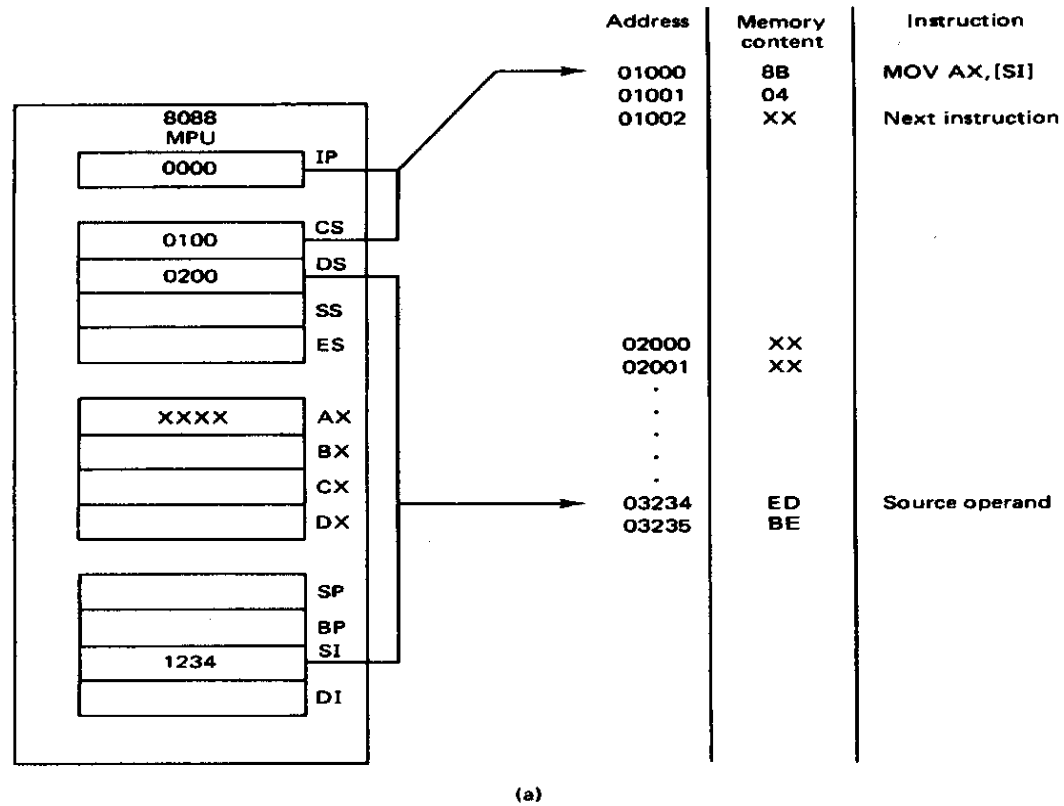 8088
MPU
0000 IP
0100 CS
0200 DS
SS
ES
XXXX AX
BX
CX
DX
SP
BP
1234 SI
DI
Address Memory content Instruction
01000 8B MOV AX,[SI]
01001 04
01002 XX Next instruction
02000 XX
02001 XX
03234 ED Source operand
03235 BE
(a)